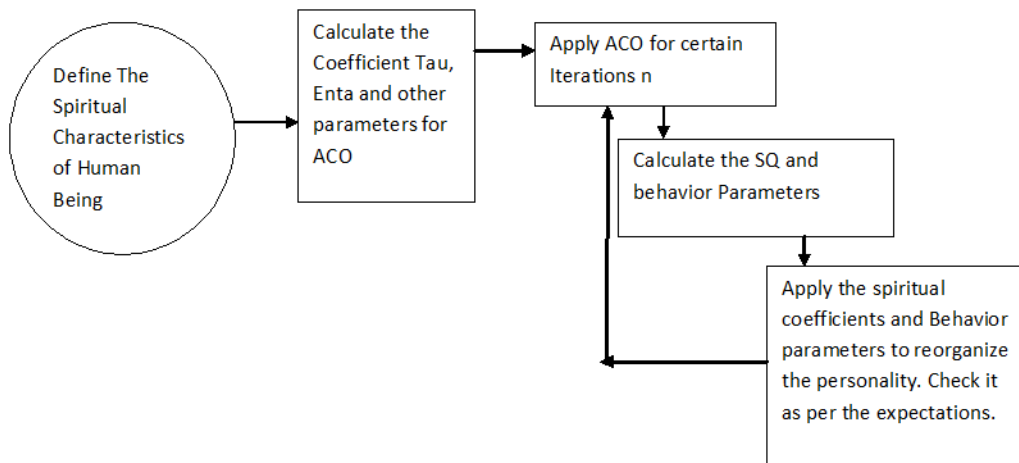 Define The
Spiritual
Characteristics
of Human
Being
Calculate the
Coefficient Tau,
Enta and other
parameters for
ACO
Apply ACO for certain
Iterations n
Calculate the SQ and
behavior Parameters
Apply the spiritual
coefficients and Behavior
parameters to reorganize
the personality. Check it
as per the expectations.